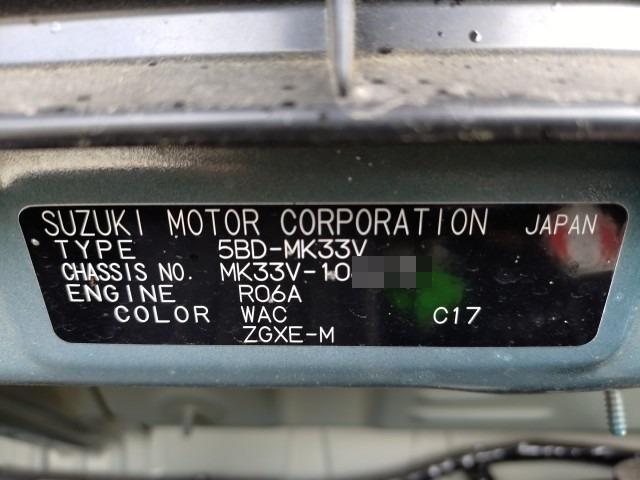 SUZUKI MOTOR CORPORATION JAPAN
TYPE 5BD-MK33V
CHASSIS NO. MK33V-10
ENGINE R06A
COLOR WAC C17
ZGXE-M